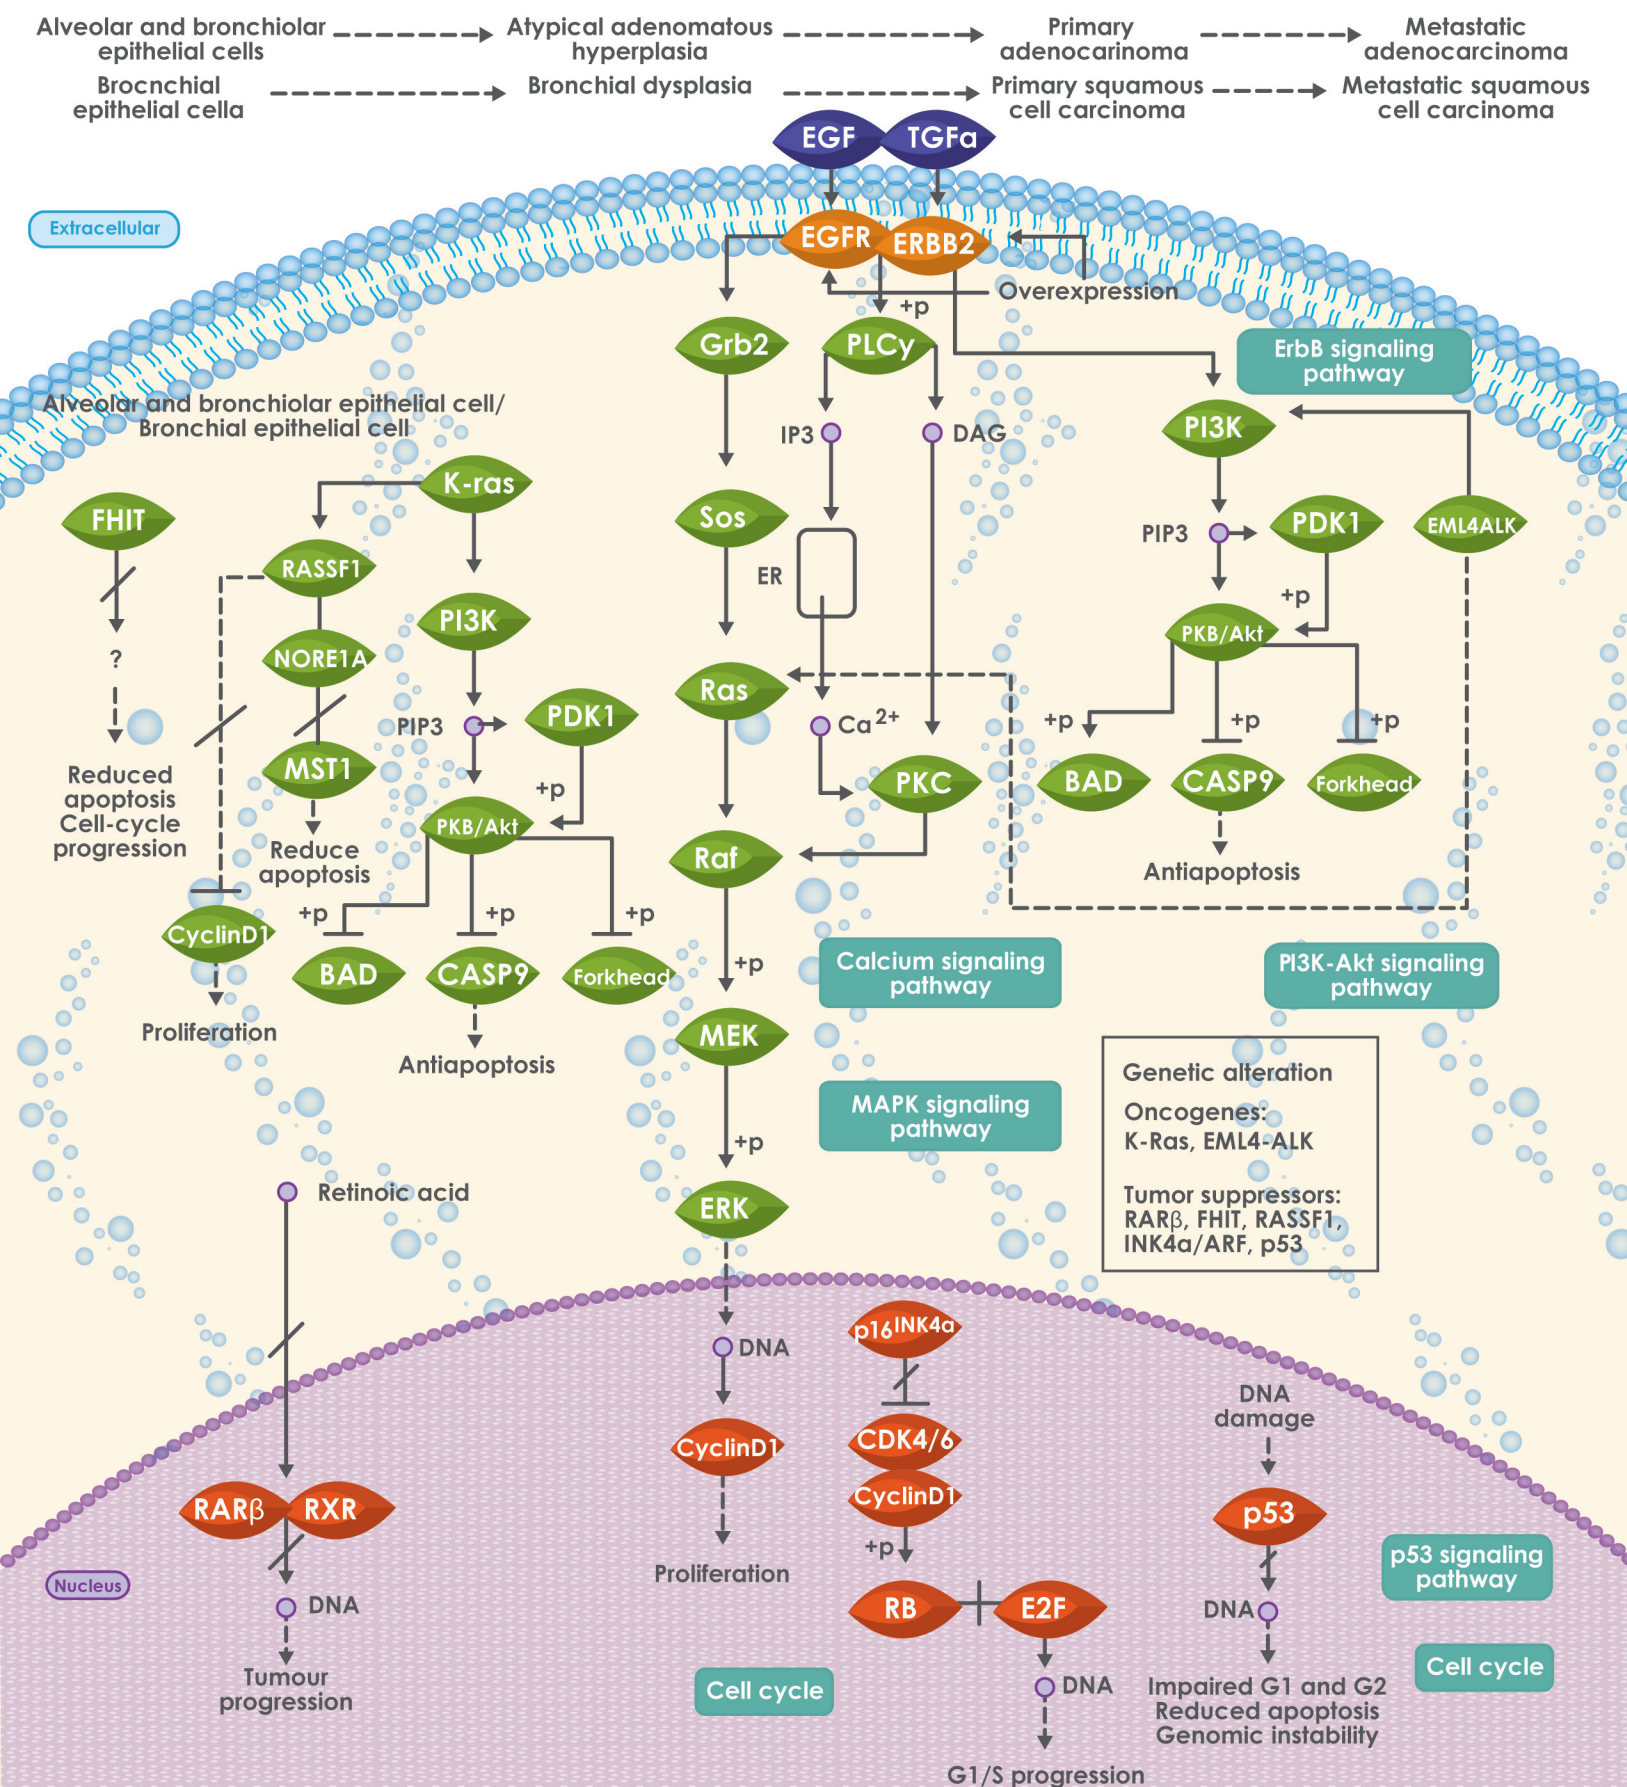 Alveolar and bronchiolar
epithelial cells
Atypical adenomatous
hyperplasia
Primary
adenocarinoma
Metastatic
adenocarcinoma
Brocnchial
epithelial cella
Bronchial dysplasia
Primary squamous
cell carcinoma
Metastatic squamous
cell carcinoma
EGF
TGFa
Extracellular
EGFR
ERBB2
Overexpression
+p
Grb2
PLCy
ErbB signaling
pathway
Alveolar and bronchiolar epithelial cell/
Bronchial epithelial cell
IP3
DAG
PI3K
K-ras
FHIT
Sos
PIP3
PDK1
EML4ALK
RASSF1
ER
+p
PI3K
PKB/Akt
?
NORE1A
Ras
PIP3
PDK1
Ca2+
+p
+p
+p
Reduced
apoptosis
Cell-cycle
progression
MST1
+p
PKC
BAD
CASP9
Forkhead
PKB/Akt
Reduce
apoptosis
Raf
Antiapoptosis
+p
+p
+p
CyclinD1
BAD
CASP9
Forkhead
+p
Calcium signaling
pathway
PI3K-Akt signaling
pathway
Proliferation
Antiapoptosis
MEK
Genetic alteration
Oncogenes:
K-Ras, EML4-ALK
Tumor suppressors:
RARβ, FHIT, RASSF1,
INK4a/ARF, p53
MAPK signaling
pathway
+p
Retinoic acid
ERK
p16INK4a
DNA
DNA
damage
CyclinD1
CDK4/6
CyclinD1
RARβ
RXR
p53
+p
p53 signaling
pathway
Proliferation
Nucleus
DNA
RB
E2F
DNA
Tumour
progression
Cell cycle
DNA
Impaired G1 and G2
Reduced apoptosis
Genomic instability
Cell cycle
G1/S progression